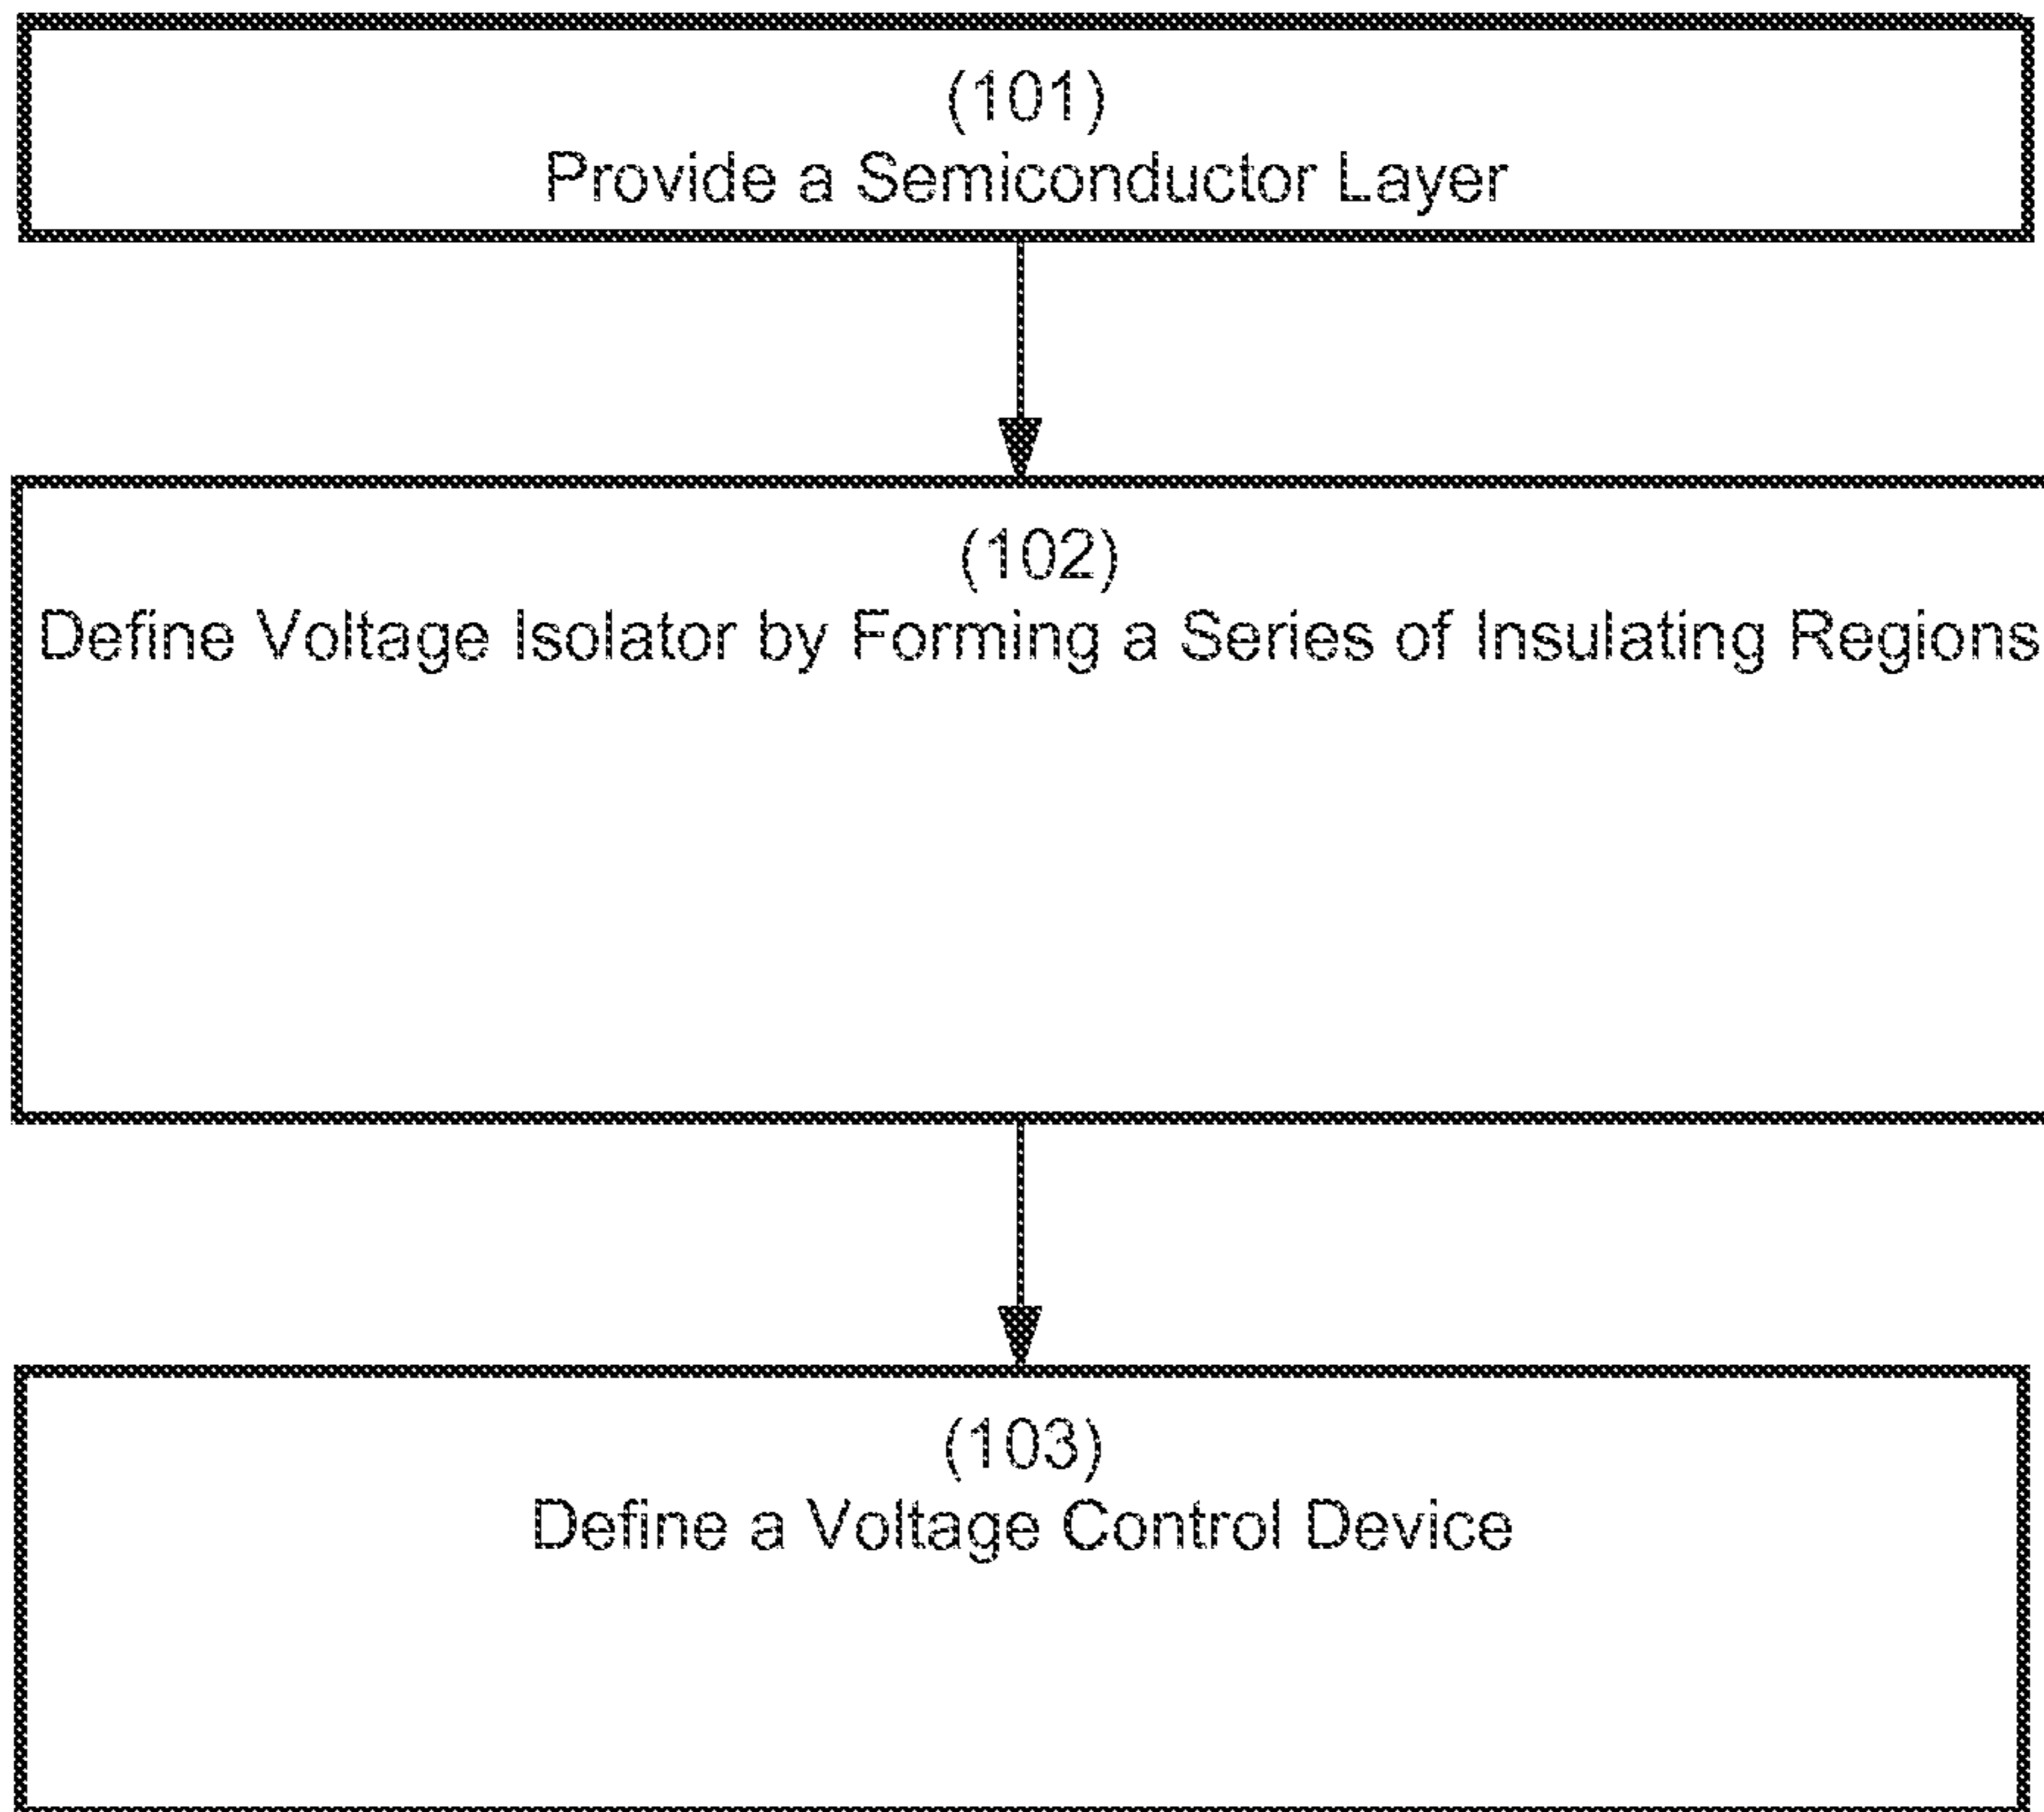 (101)
Provide a Semiconductor Layer
(102)
Define Voltage Isolator by Forming a Series of Insulating Regions
(103)
Define a Voltage Control Device